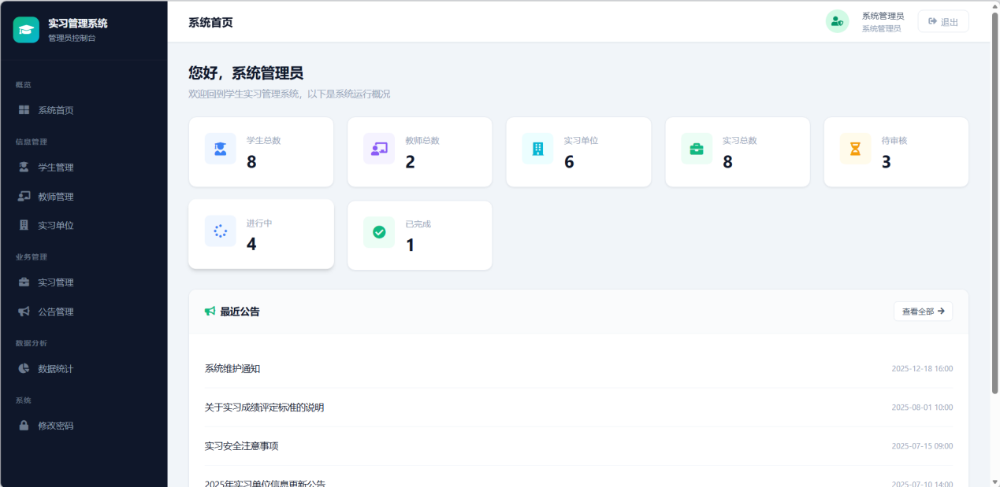 实习管理系统
管理员控制台
概览
系统首页
信息管理
学生管理
教师管理
实习单位
业务管理
实习管理
公告管理
数据分析
数据统计
系统
修改密码
系统首页
系统管理员
系统管理员
退出
您好，系统管理员
欢迎回到学生实习管理系统，以下是系统运行概况
学生总数
8
教师总数
2
实习单位
6
实习总数
8
待审核
3
进行中
4
已完成
1
最近公告
查看全部
系统维护通知 2025-12-18 16:00
关于实习成绩评定标准的说明 2025-08-01 10:00
实习安全注意事项 2025-07-15 09:00
2025年实习单位信息更新公告 2025-07-10 14:00